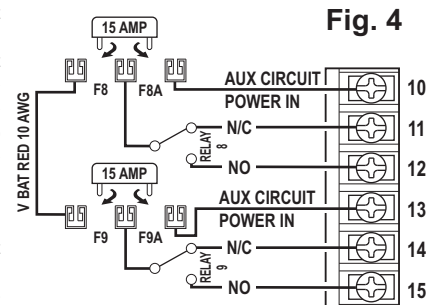 Fig. 4
15 AMP
F8
F8A
AUX CIRCUIT
POWER IN
10
N/C
11
RELAY
8
NO
12
V BAT RED 10 AWG
15 AMP
F9
F9A
AUX CIRCUIT
POWER IN
13
N/C
14
RELAY
9
NO
15